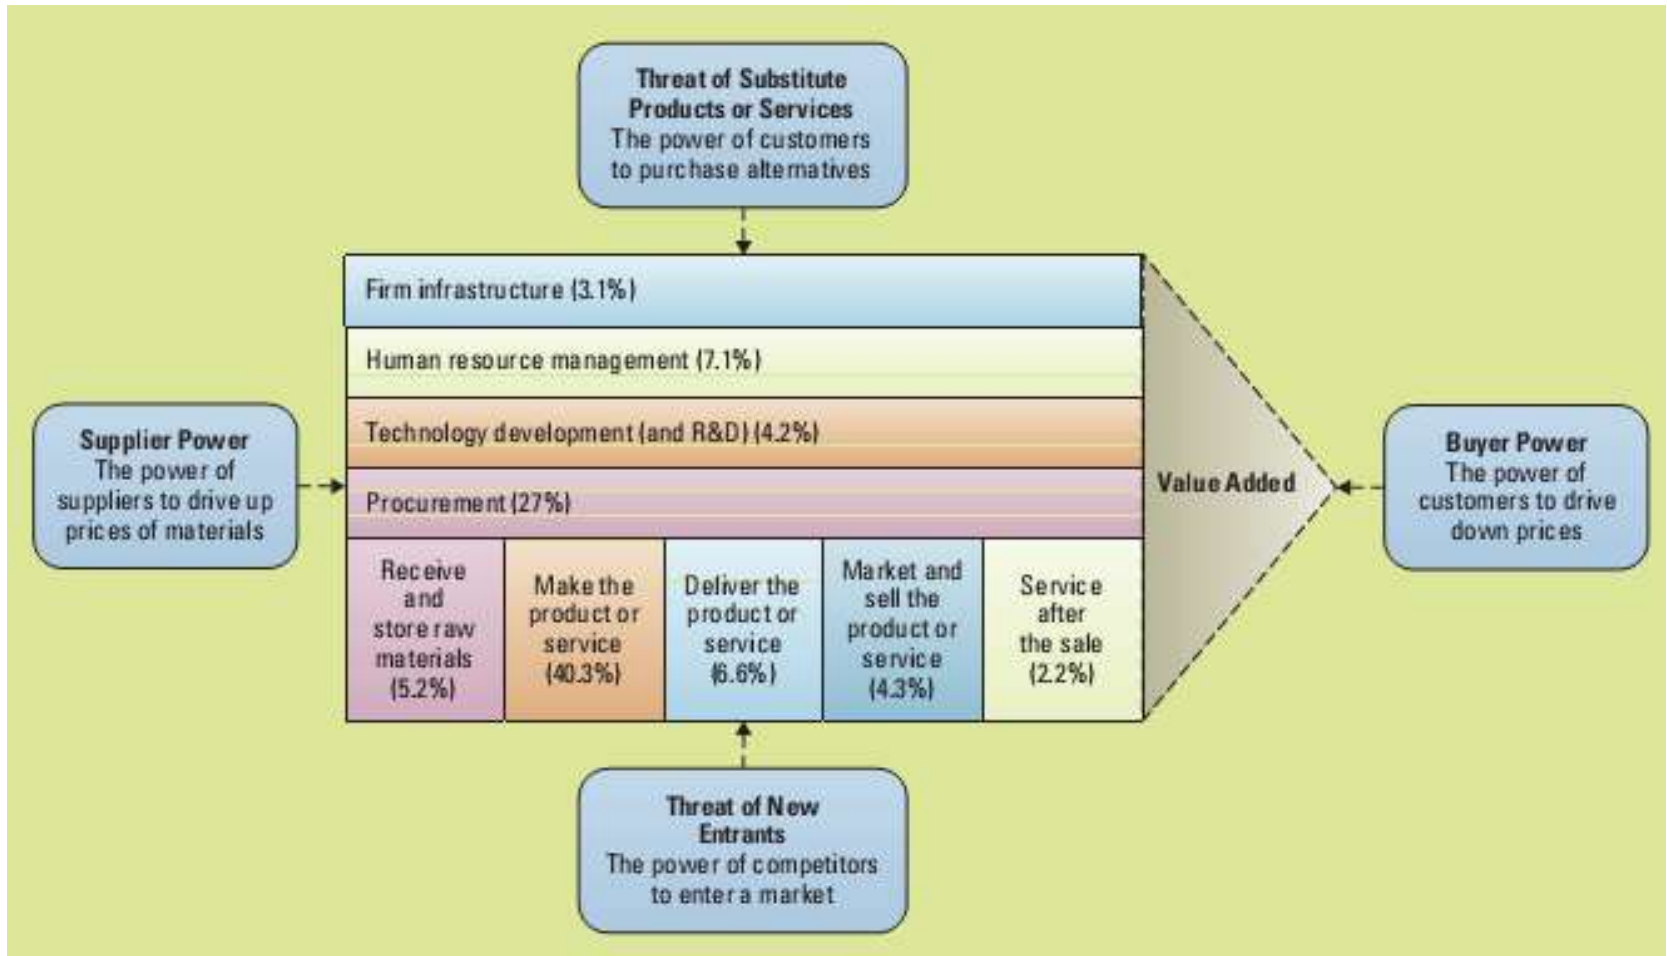 Threat of Substitute
Products or Services
The power of customers
to purchase alternatives
Firm infrastructure (3.1%)
Human resource management (7.1%)
Technology development (and R&D) (4.2%)
Procurement (27%)
Supplier Power
The power of
suppliers to drive up
prices of materials
Value Added
Buyer Power
The power of
customers to drive
down prices
Receive
and
store raw
materials
(5.2%)
Make the
product or
service
(40.3%)
Deliver the
product or
service
(6.6%)
Market and
sell the
product or
service
(4.3%)
Service
after
the sale
(2.2%)
Threat of New
Entrants
The power of competitors
to enter a market